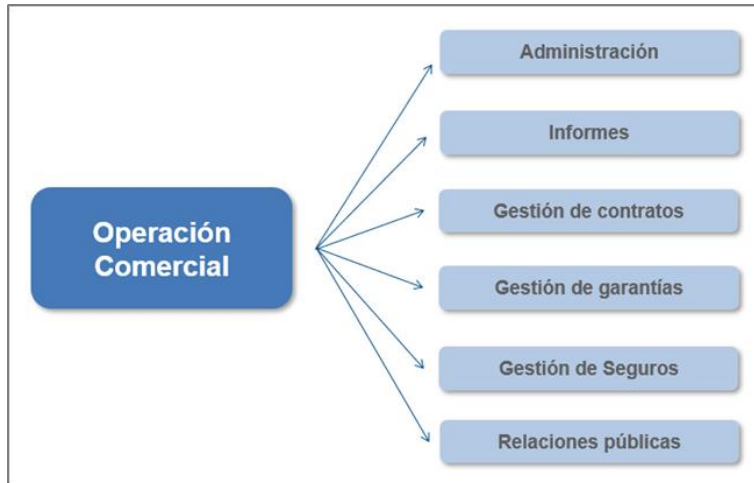 Administración
Informes
Operación
Comercial
Gestión de contratos
Gestión de garantías
Gestión de Seguros
Relaciones públicas